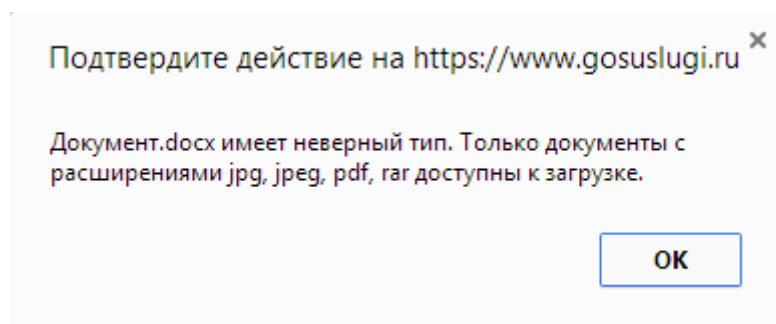 Подтвердите действие на https://www.gosuslugi.ru
Документ.docx имеет неверный тип. Только документы с
расширениями jpg, jpeg, pdf, rar доступны к загрузке.
OK